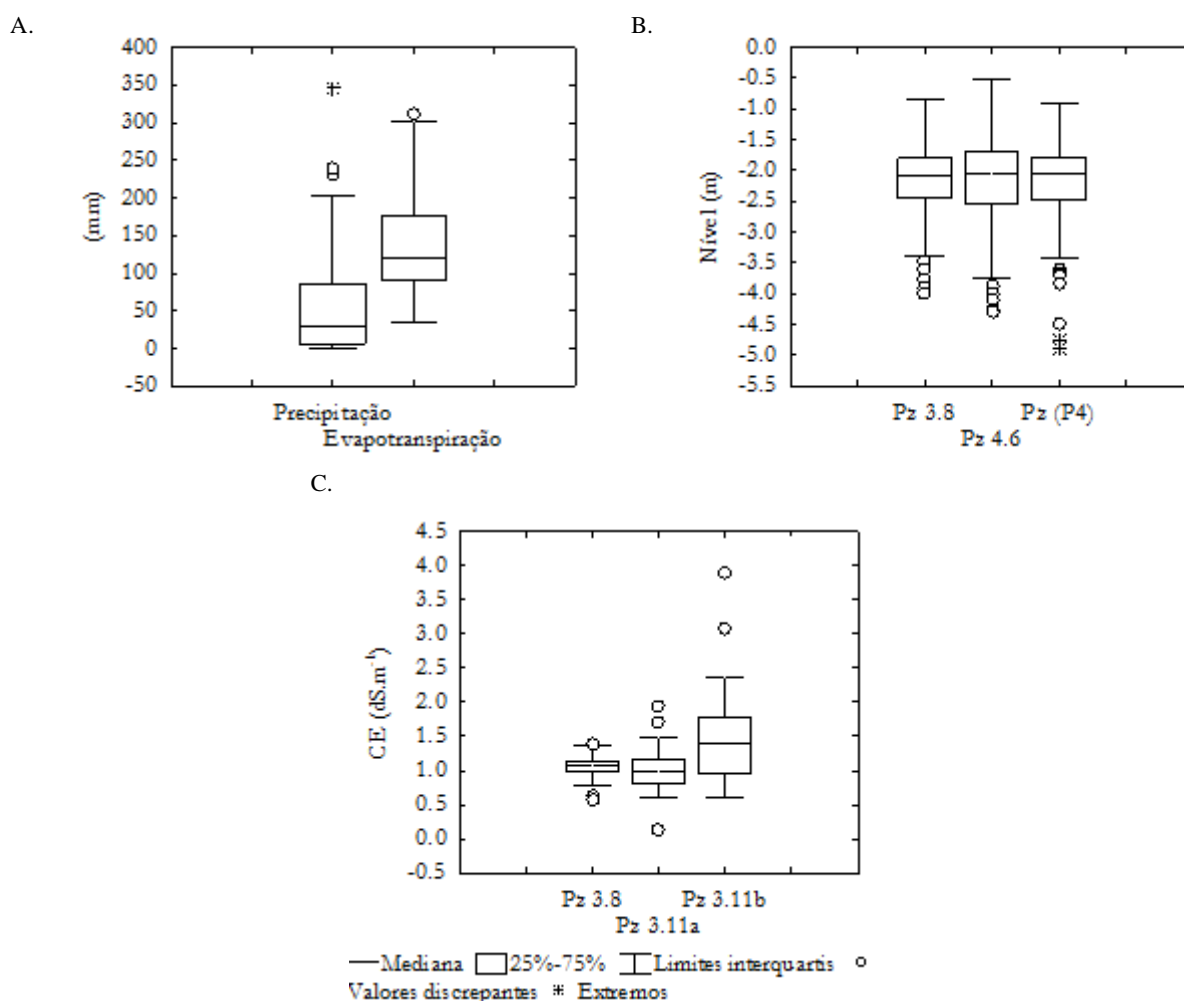 A.
400
350
300
250
200
150
100
50
0
-50
(mm)
Precipitação
Evapotranspiração
B.
0.0
-0.5
-1.0
-1.5
-2.0
-2.5
-3.0
-3.5
-4.0
-4.5
-5.0
-5.5
Nível (m)
Pz 3.8 Pz (P4)
Pz 4.6
C.
4.5
4.0
3.5
3.0
2.5
2.0
1.5
1.0
0.5
0.0
-0.5
CE (dS.m⁻¹)
Pz 3.8 Pz 3.11b
Pz 3.11a
Mediana 25%-75% Limites interquartis
Valores discrepantes Extremos